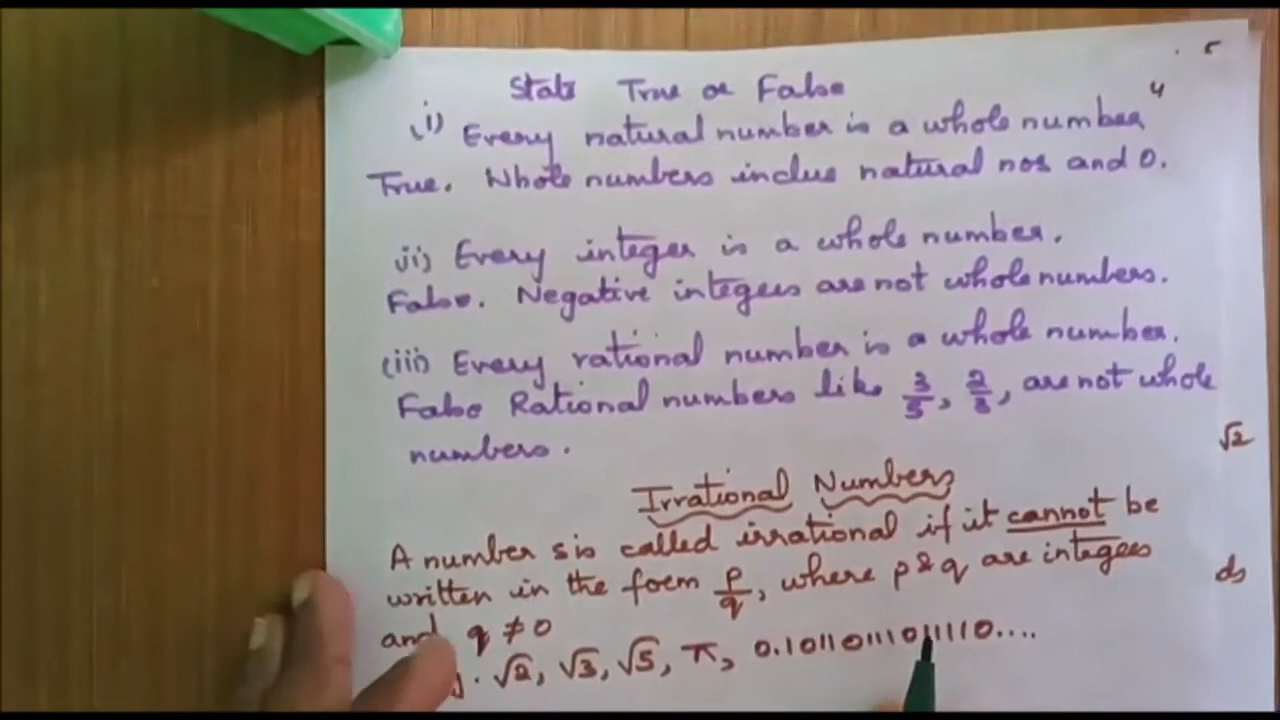 State True or False
(i) Every natural number is a whole number
True. Whole numbers inclue natural nos and 0.
ii) Every integer is a whole number.
False. Negative integers are not whole numbers.
(iii) Every rational number is a whole number.
False Rational numbers like 3/5, 2/3, are not whole
numbers.
√2
Irrational Numbers
A number s is called irrational if it cannot be
written in the form p/q, where p & q are integers
ds
and q ≠ 0
√2, √3, √5, π, 0.10110111011110....